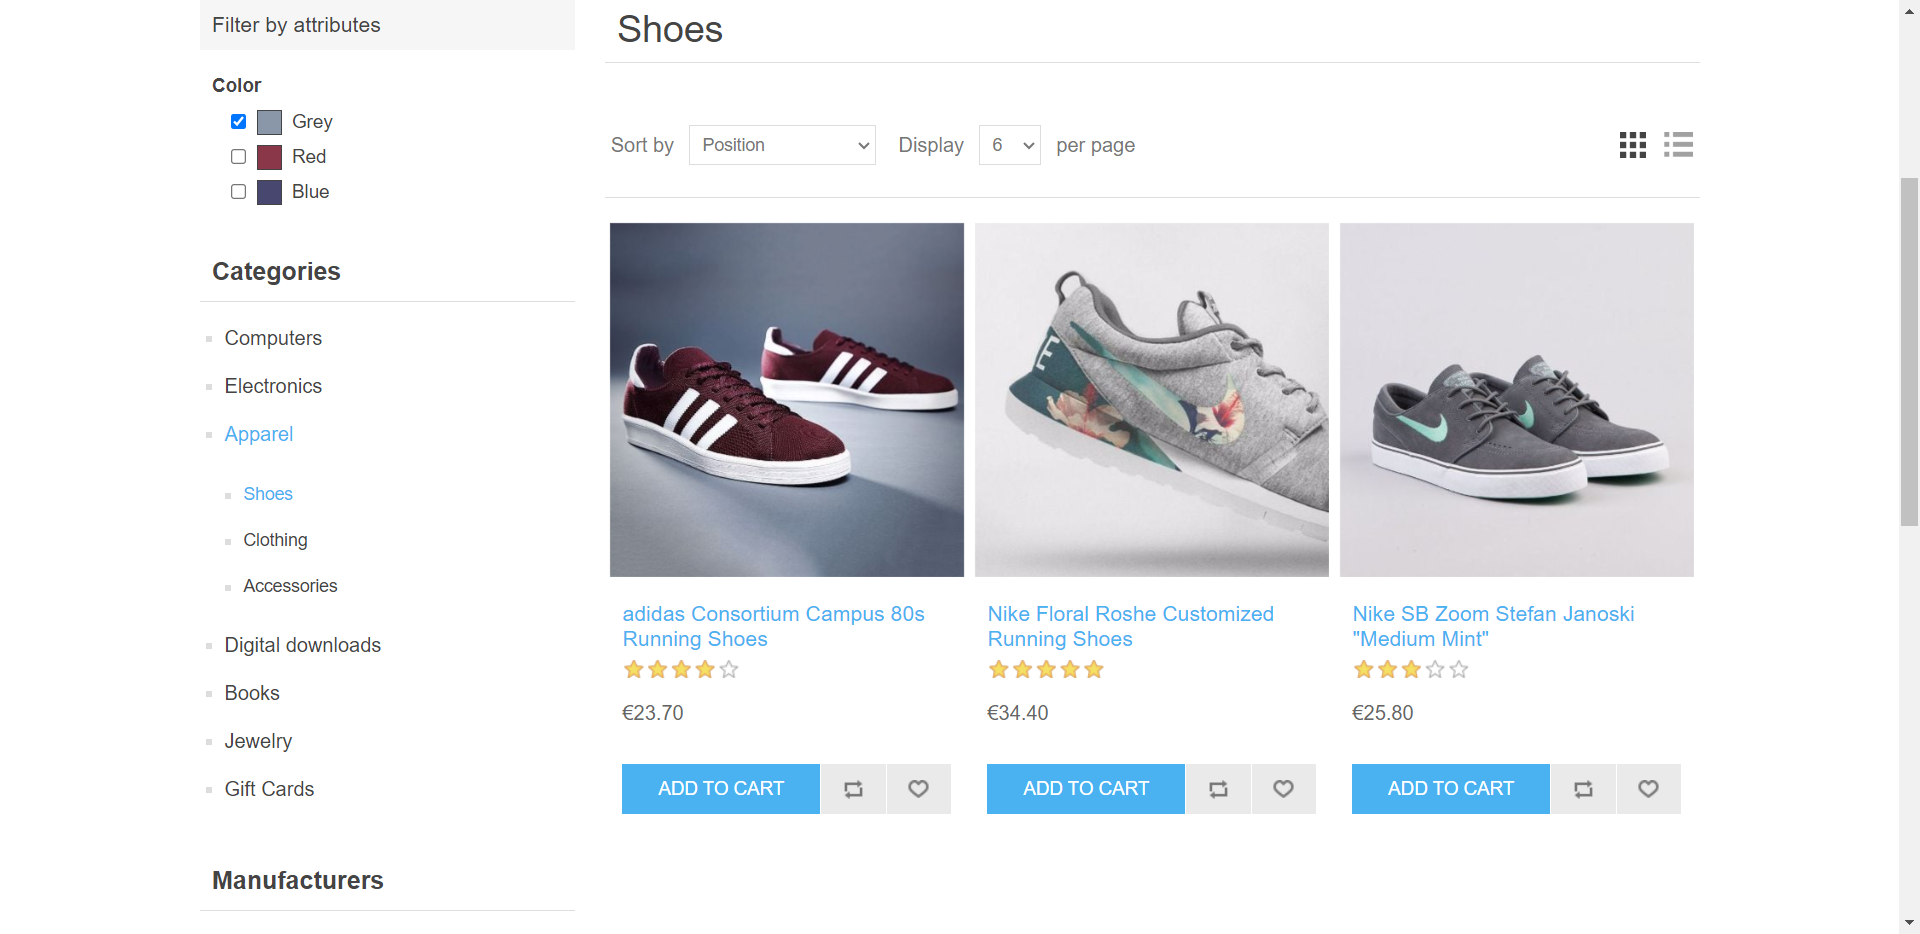 Filter by attributes
Color
Grey
Red
Blue
Categories
Computers
Electronics
Apparel
Shoes
Clothing
Accessories
Digital downloads
Books
Jewelry
Gift Cards
Manufacturers
Shoes
Sort by Position Display 6 per page
E
adidas Consortium Campus 80s
Running Shoes
€23.70
ADD TO CART
Nike Floral Roshe Customized
Running Shoes
€34.40
ADD TO CART
Nike SB Zoom Stefan Janoski
"Medium Mint"
€25.80
ADD TO CART